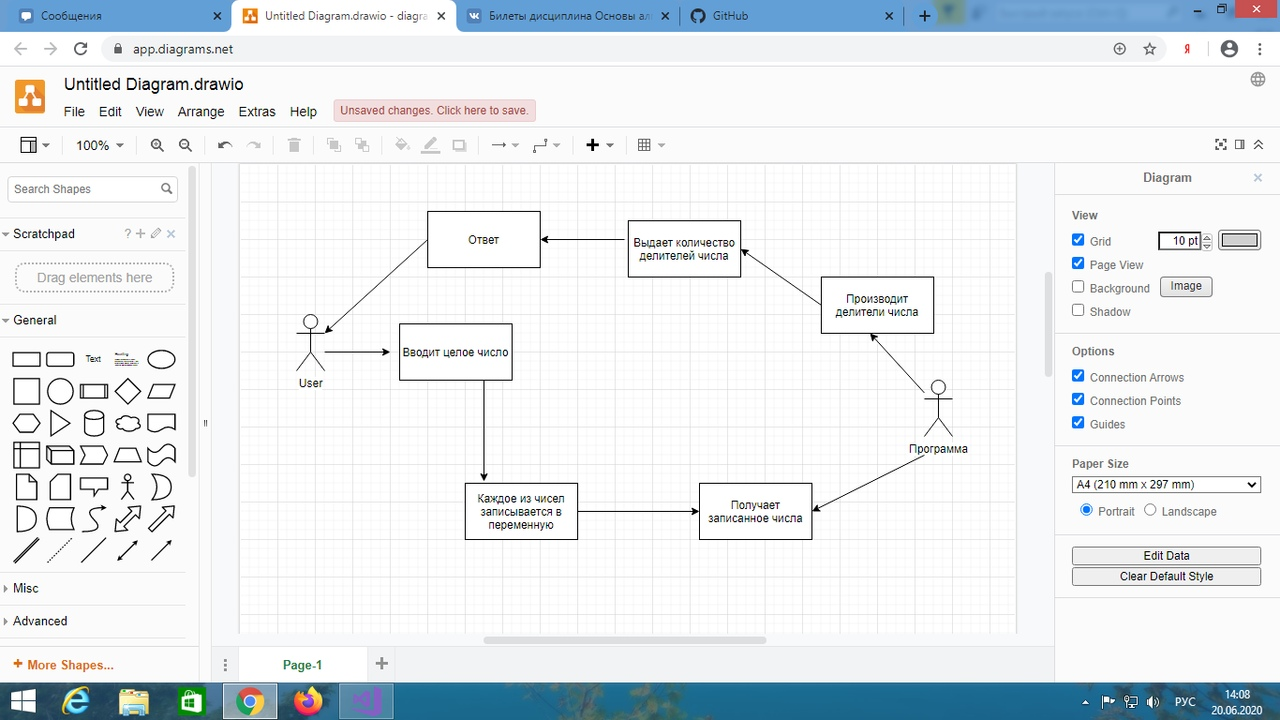 Сообщения
Untitled Diagram.drawio - diagra
Билеты дисциплина Основы ал
GitHub
app.diagrams.net
Я
Untitled Diagram.drawio
File Edit View Arrange Extras Help
Unsaved changes. Click here to save.
100%
Search Shapes
Scratchpad
?
Drag elements here
General
Text
Misc
Advanced
+ More Shapes...
Ответ
Выдает количество
делителей числа
Производит
делители числа
User
Вводит целое число
Программа
Каждое из чисел
записывается в
переменную
Получает
записанное числа
Page-1
Diagram
View
Grid
10 pt
Page View
Background
Image
Shadow
Options
Connection Arrows
Connection Points
Guides
Paper Size
A4 (210 mm x 297 mm)
Portrait
Landscape
Edit Data
Clear Default Style
РУС
14:08
20.06.2020